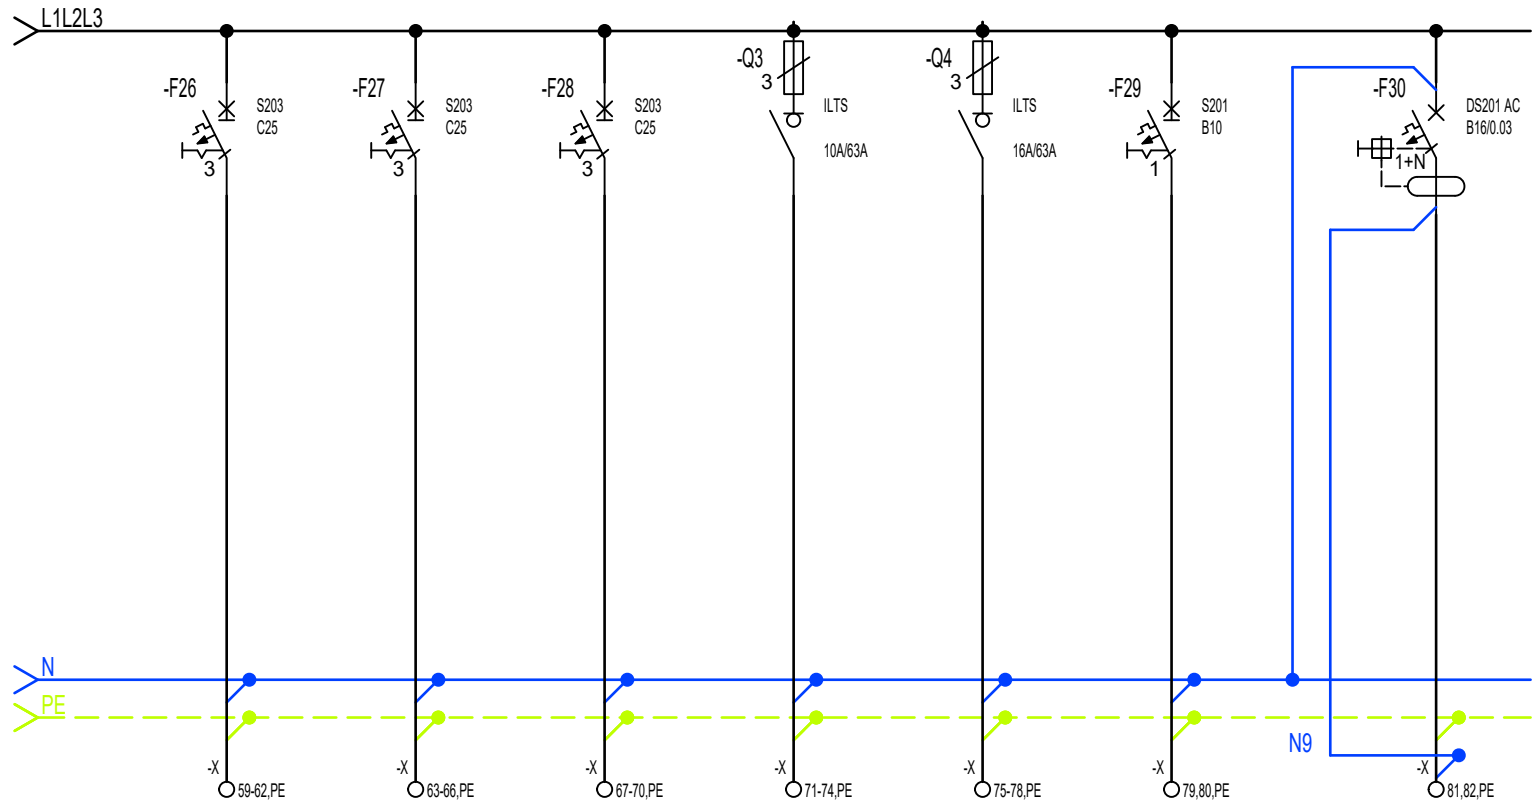 L1L2L3
-F26
S203
C25
3
-F27
S203
C25
3
-F28
S203
C25
3
-Q3
3
ILTS
10A/63A
-Q4
3
ILTS
16A/63A
-F29
S201
B10
1
-F30
DS201 AC
B16/0.03
1+N
N
PE
N9
-X
59-62,PE
-X
63-66,PE
-X
67-70,PE
-X
71-74,PE
-X
75-78,PE
-X
79,80,PE
-X
81,82,PE